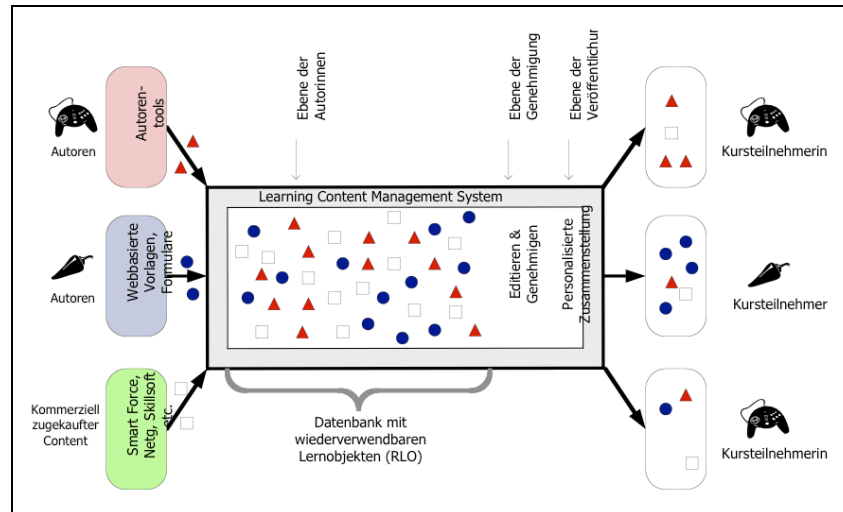 Ebene der
Autorinnen
Ebene der
Genehmigung
Ebene der
Veröffentlichur
Autoren
Autoren-
tools
Kursteilnehmerin
Learning Content Management System
Autoren
Webbasierte
Vorlagen,
Formulare
Editieren &
Genehmigen
Personalisierte
Zusammenstellung
Kursteilnehmer
Kommerziell
zugekaufter
Content
Smart Force,
Netg, Skillsoft
etc.
Datenbank mit
wiederverwendbaren
Lernobjekten (RLO)
Kursteilnehmerin